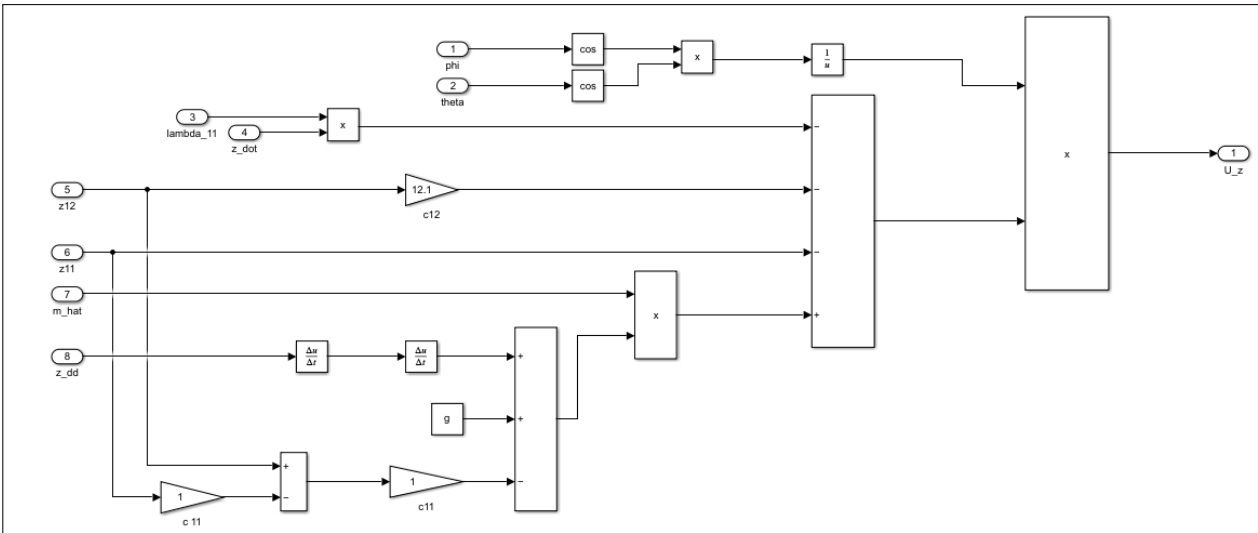 1
phi
cos
x
1
u
2
theta
cos
3
lambda_11
4
z_dot
x
−
x
1
U_z
5
z12
12.1
c12
−
6
z11
−
7
m_hat
x
+
8
z_dd
Δu
Δt
Δu
Δt
+
g
+
+
−
1
c 11
1
c11
−